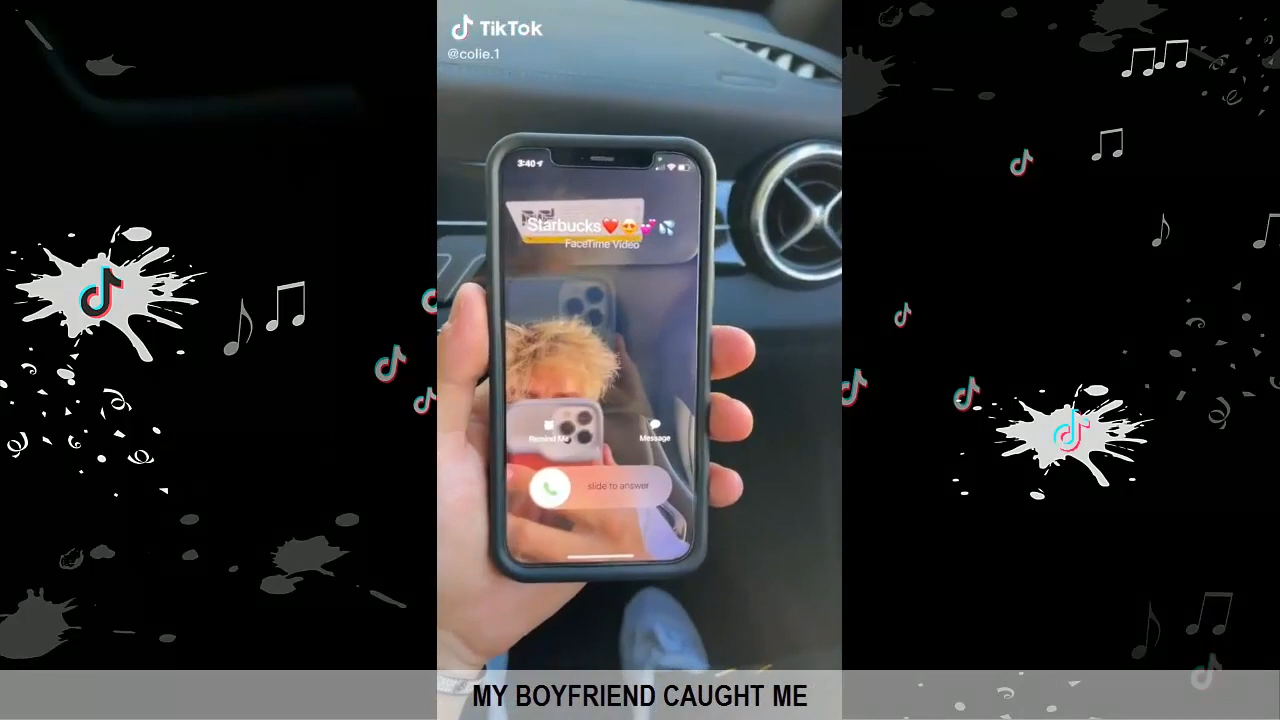 TikTok
@colie.1
3:40
Starbucks❤️😍💕💦
FaceTime Video
Remind Me
Message
slide to answer
MY BOYFRIEND CAUGHT ME